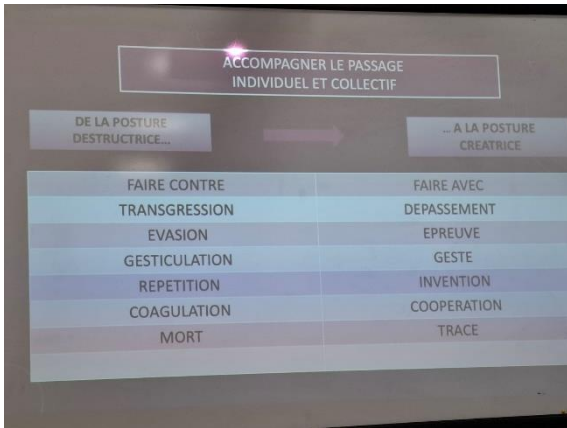 ACCOMPAGNER LE PASSAGE
INDIVIDUEL ET COLLECTIF
DE LA POSTURE
DESTRUCTRICE...
... A LA POSTURE
CREATRICE
FAIRE CONTRE
FAIRE AVEC
TRANSGRESSION
DEPASSEMENT
EVASION
EPREUVE
GESTICULATION
GESTE
REPETITION
INVENTION
COAGULATION
COOPERATION
MORT
TRACE